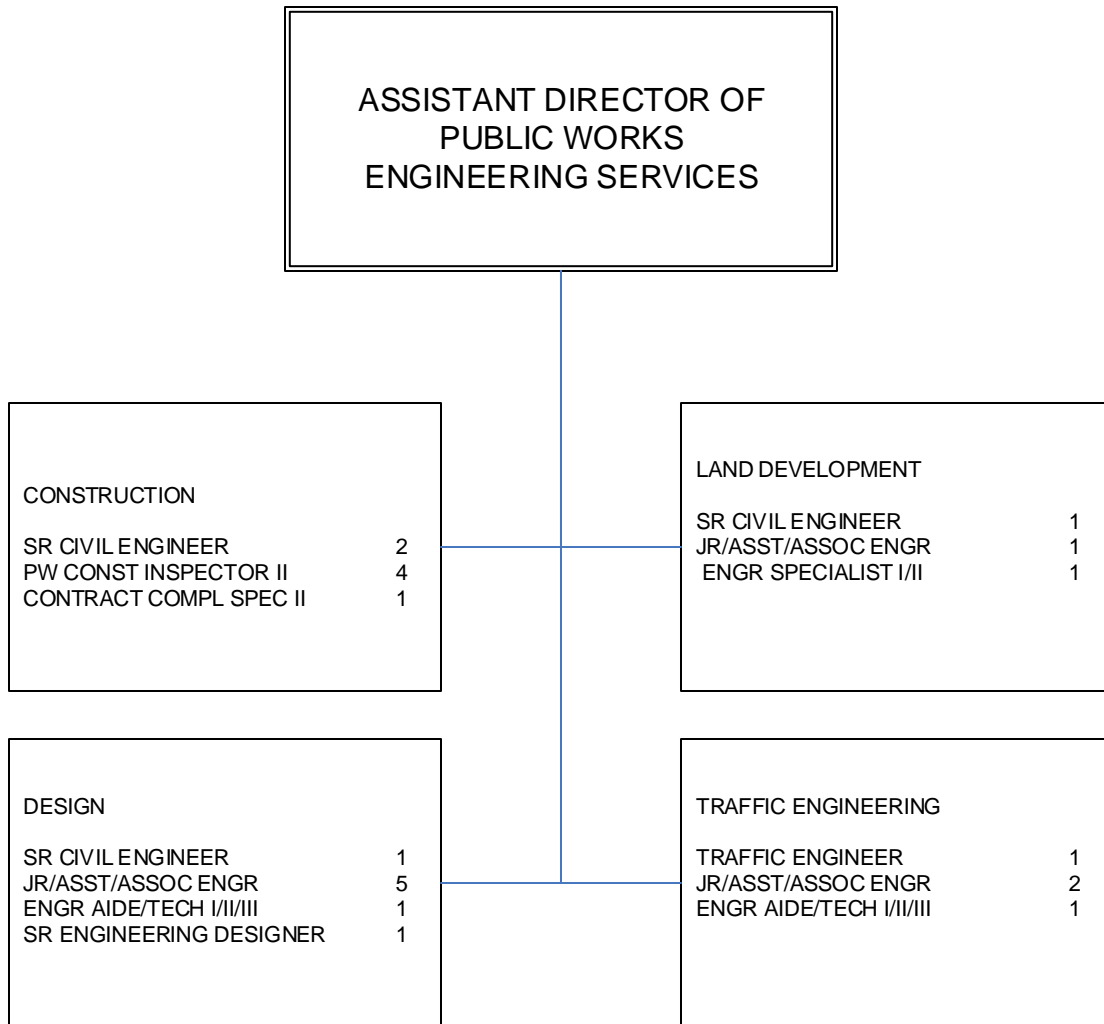 ASSISTANT DIRECTOR OF
PUBLIC WORKS
ENGINEERING SERVICES
CONSTRUCTION
SR CIVIL ENGINEER 2
PW CONST INSPECTOR II 4
CONTRACT COMPL SPEC II 1
LAND DEVELOPMENT
SR CIVIL ENGINEER 1
JR/ASST/ASSOC ENGR 1
ENGR SPECIALIST I/II 1
DESIGN
SR CIVIL ENGINEER 1
JR/ASST/ASSOC ENGR 5
ENGR AIDE/TECH I/II/III 1
SR ENGINEERING DESIGNER 1
TRAFFIC ENGINEERING
TRAFFIC ENGINEER 1
JR/ASST/ASSOC ENGR 2
ENGR AIDE/TECH I/II/III 1